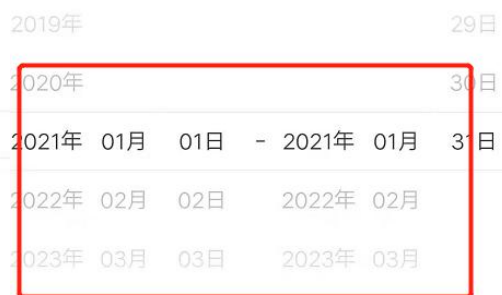 2019年 29日
2020年 30日
2021年 01月 01日 - 2021年 01月 31日
2022年 02月 02日 2022年 02月
2023年 03月 03日 2023年 03月